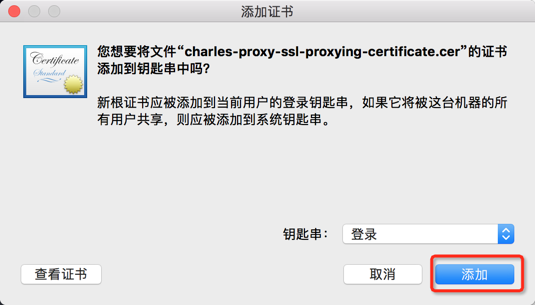 添加证书
Certificate
Standard
您想要将文件“charles-proxy-ssl-proxying-certificate.cer”的证书
添加到钥匙串中吗？
新根证书应被添加到当前用户的登录钥匙串，如果它将被这台机器的所
有用户共享，则应被添加到系统钥匙串。
钥匙串：
登录
查看证书
取消
添加